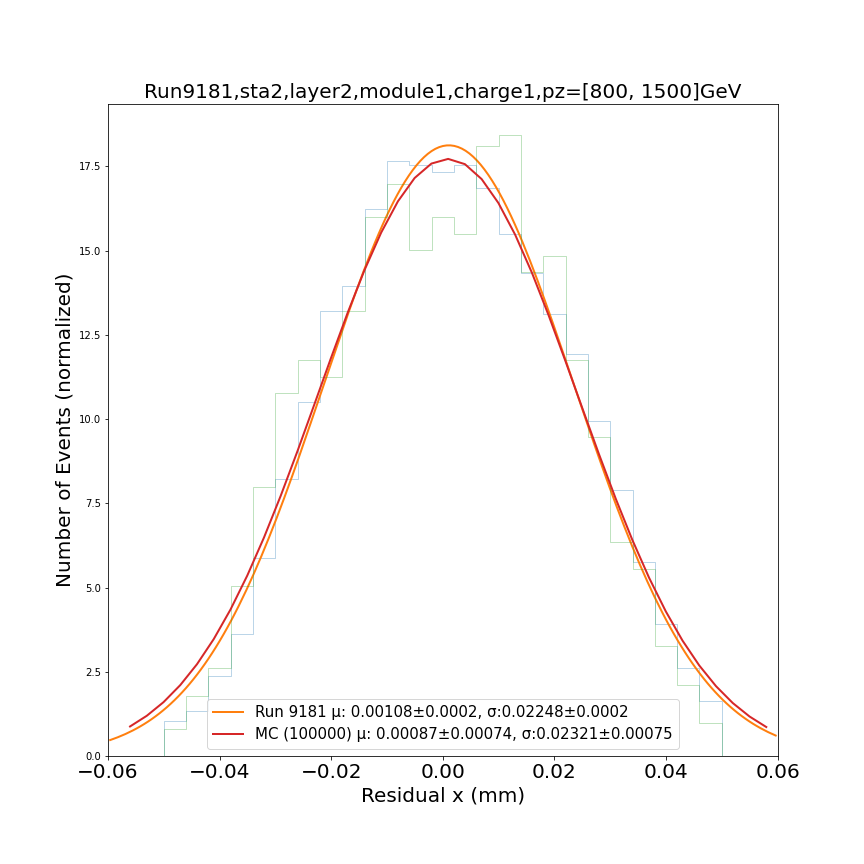 Run9181,sta2,layer2,module1,charge1,pz=[800, 1500]GeV
Number of Events (normalized)
17.5
15.0
12.5
10.0
7.5
5.0
2.5
0.0
Run 9181 μ: 0.00108±0.0002, σ:0.02248±0.0002
MC (100000) μ: 0.00087±0.00074, σ:0.02321±0.00075
−0.06 −0.04 −0.02 0.00 0.02 0.04 0.06
Residual x (mm)